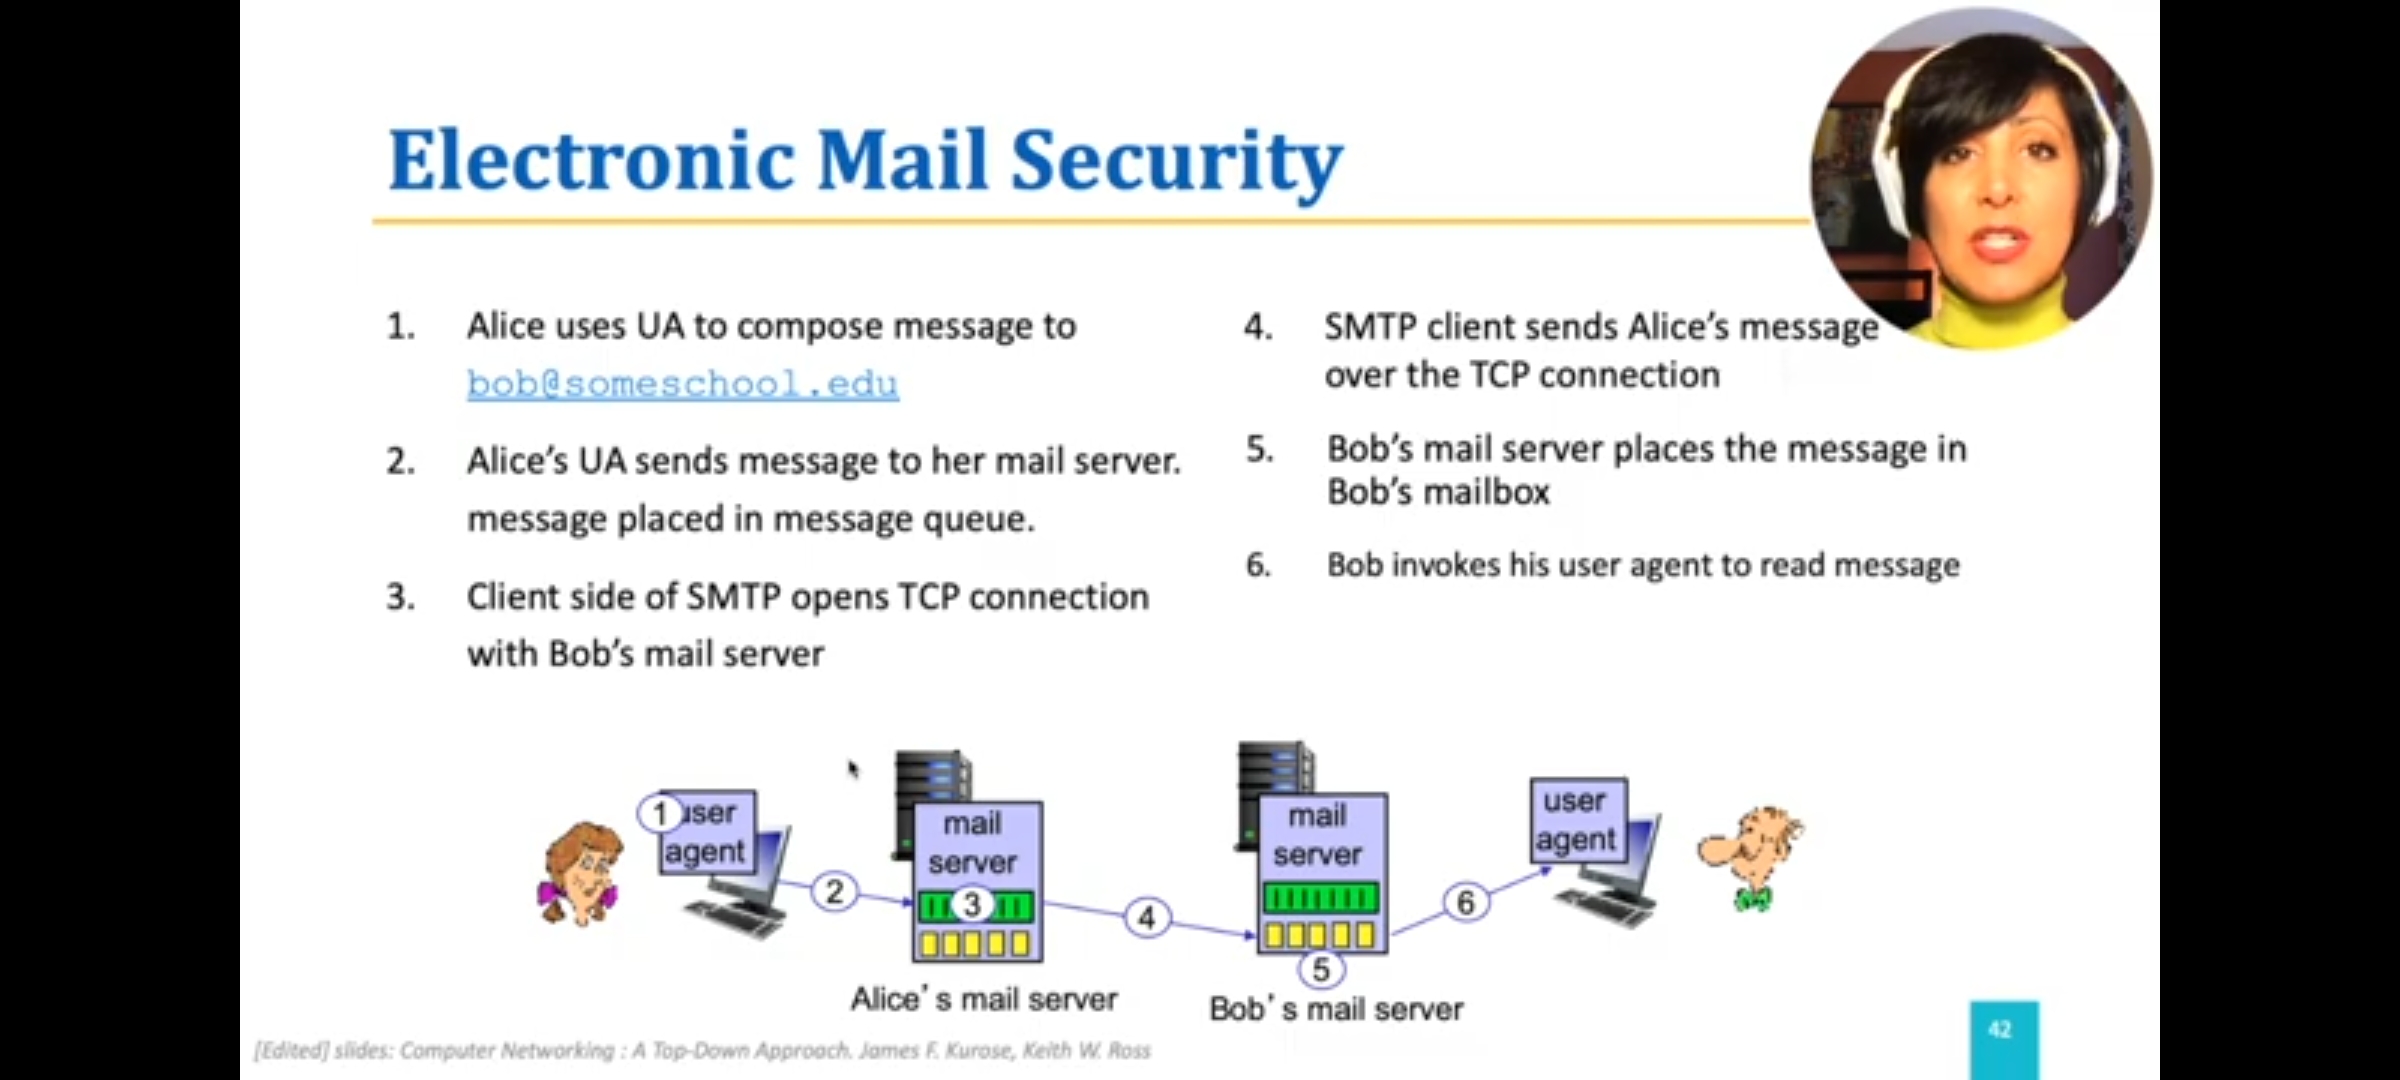 Electronic Mail Security
1. Alice uses UA to compose message to
bob@someschool.edu
2. Alice’s UA sends message to her mail server.
message placed in message queue.
3. Client side of SMTP opens TCP connection
with Bob’s mail server
4. SMTP client sends Alice’s message
over the TCP connection
5. Bob’s mail server places the message in
Bob’s mailbox
6. Bob invokes his user agent to read message
1 user
agent
2
mail
server
3
Alice’s mail server
4
mail
server
5
Bob’s mail server
6
user
agent
[Edited] slides: Computer Networking : A Top-Down Approach. James F. Kurose, Keith W. Ross
42